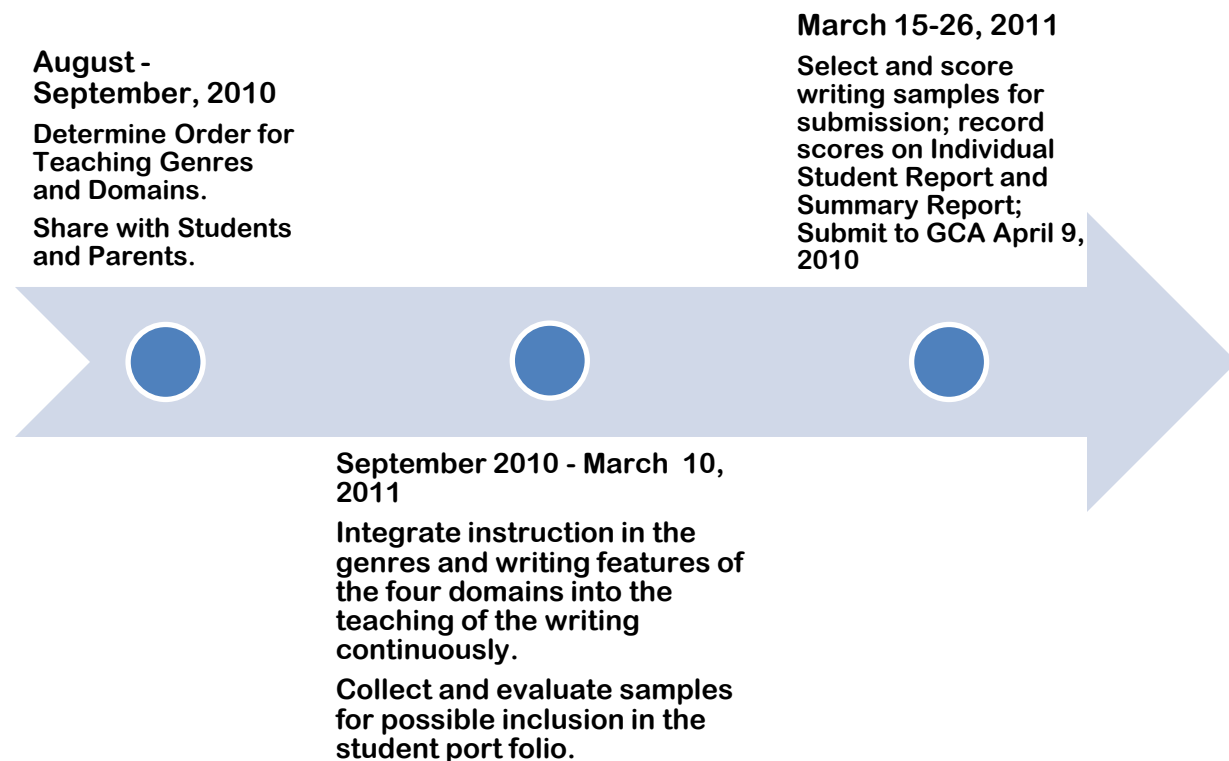 August -
September, 2010
Determine Order for
Teaching Genres
and Domains.
Share with Students
and Parents.
September 2010 - March  10,
2011
Integrate instruction in the
genres and writing features of
the four domains into the
teaching of the writing
continuously.
Collect and evaluate samples
for possible inclusion in the
student port folio.
March 15-26, 2011
Select and score
writing samples for
submission; record
scores on Individual
Student Report and
Summary Report;
Submit to GCA April 9,
2010